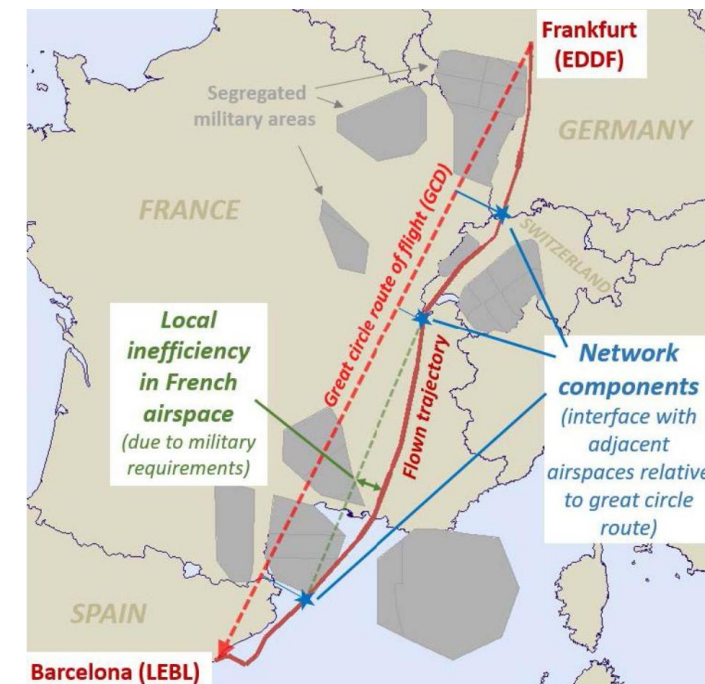 Frankfurt
(EDDF)
Segregated
military areas
GERMANY
FRANCE
SWITZERLAND
Great circle route of flight (GCD)
Local
inefficiency
in French
airspace
(due to military
requirements)
Flown trajectory
Network
components
(interface with
adjacent
airspaces relative
to great circle
route)
SPAIN
Barcelona (LEBL)